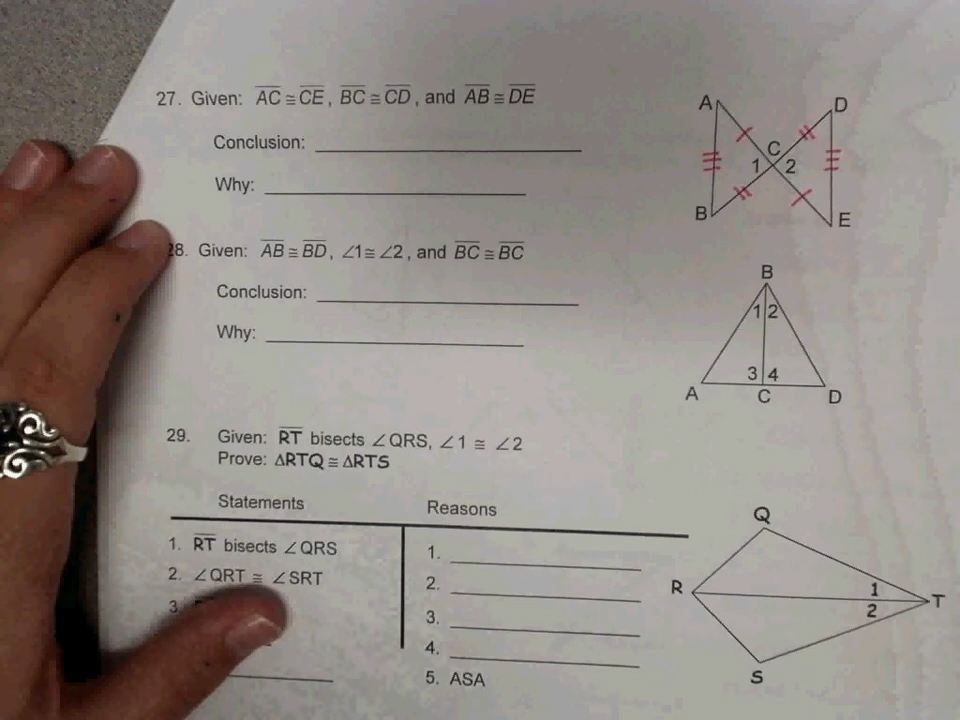 27. Given: AC ≅ CE, BC ≅ CD, and AB ≅ DE
Conclusion:
Why:
A
D
C
1
2
B
E
28. Given: AB ≅ BD, ∠1 ≅ ∠2, and BC ≅ BC
Conclusion:
Why:
B
1 2
3 4
A
C
D
29. Given: RT bisects ∠QRS, ∠1 ≅ ∠2
Prove: ΔRTQ ≅ ΔRTS
Statements
Reasons
1. RT bisects ∠QRS
2. ∠QRT ≅ ∠SRT
3.
1.
2.
3.
4.
5. ASA
Q
R
1
2
T
S